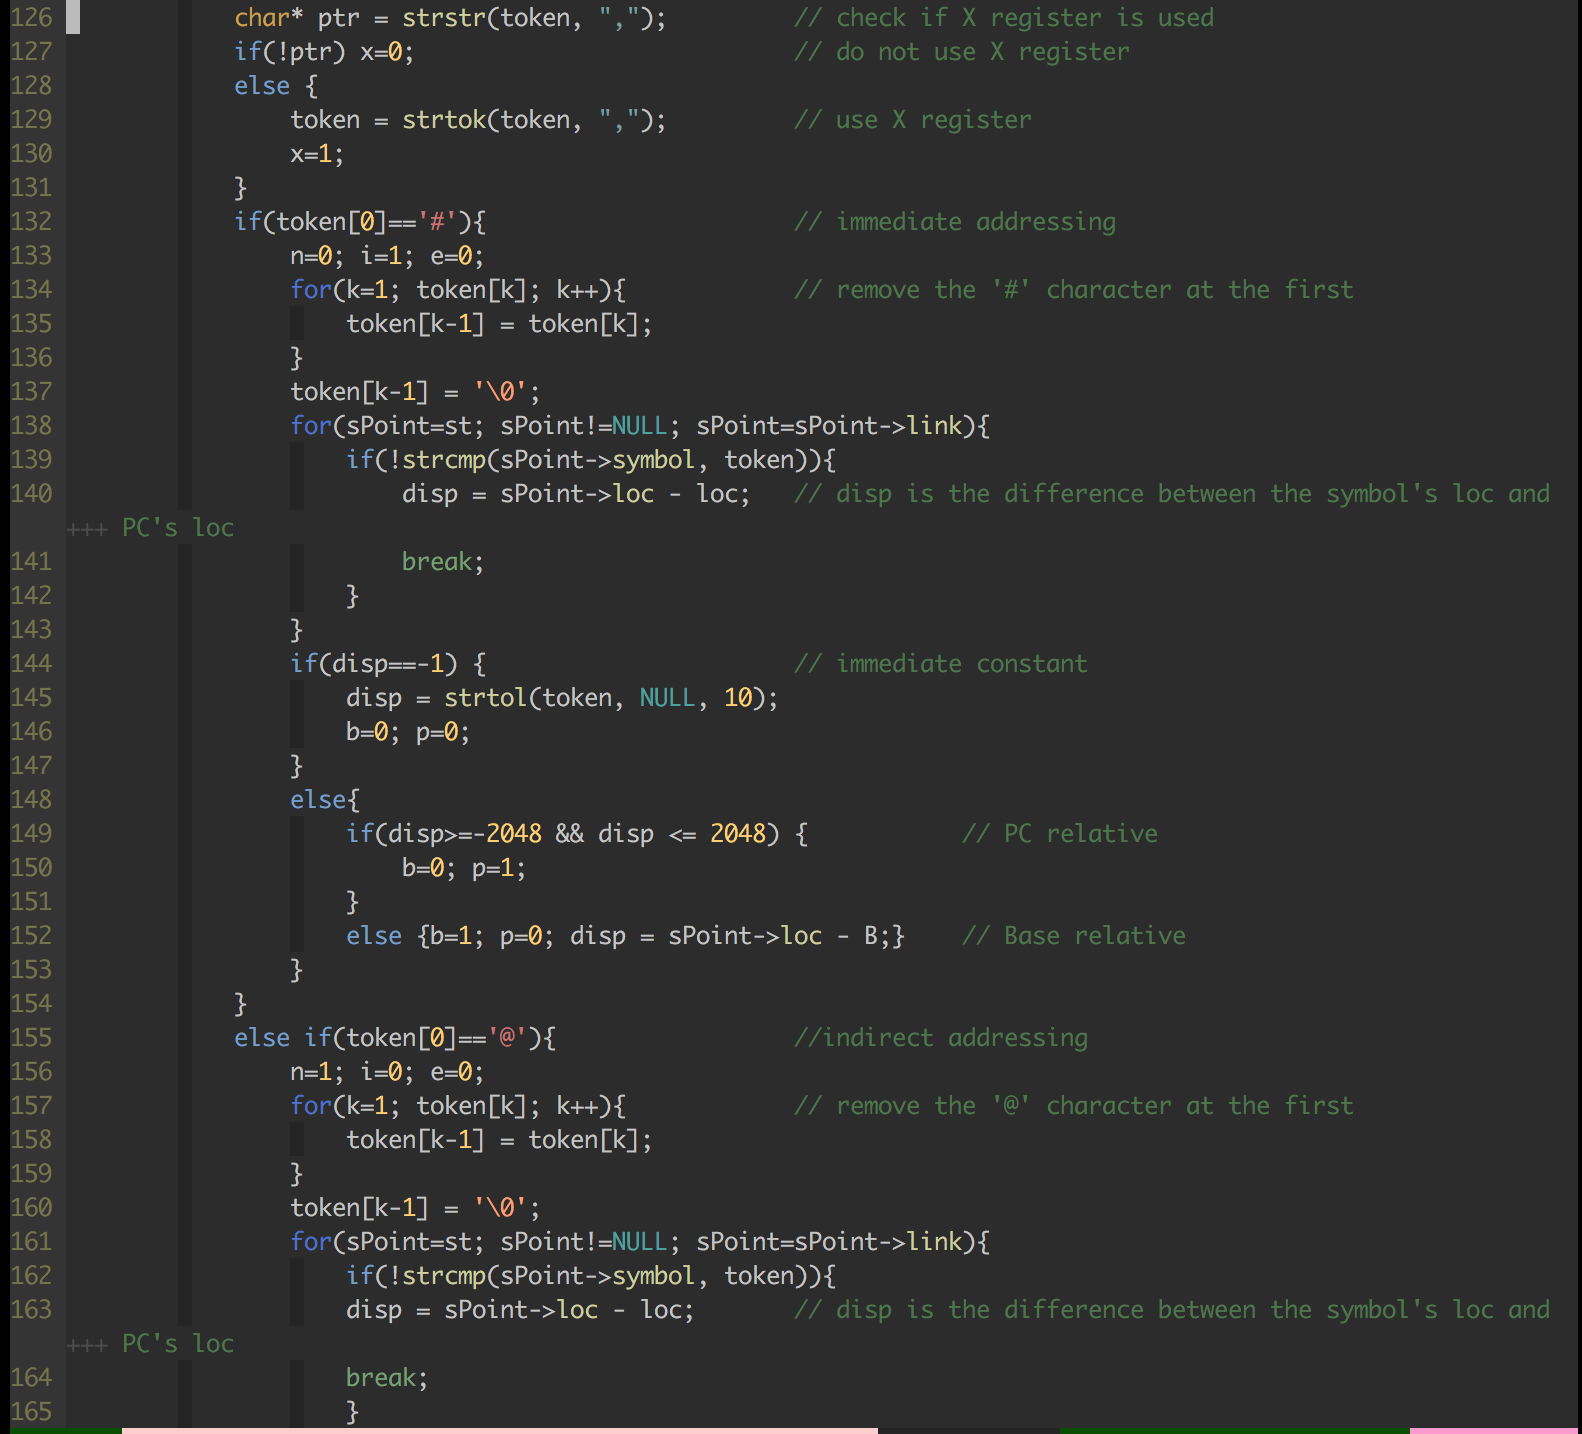 126             char* ptr = strstr(token, ",");         // check if X register is used
127             if(!ptr) x=0;                           // do not use X register
128             else {
129                 token = strtok(token, ",");         // use X register
130                 x=1;
131             }
132             if(token[0]=='#'){                      // immediate addressing
133                 n=0; i=1; e=0;
134                 for(k=1; token[k]; k++){            // remove the '#' character at the first
135                     token[k-1] = token[k];
136                 }
137                 token[k-1] = '\0';
138                 for(sPoint=st; sPoint!=NULL; sPoint=sPoint->link){
139                     if(!strcmp(sPoint->symbol, token)){
140                         disp = sPoint->loc - loc;   // disp is the difference between the symbol's loc and
+++ PC's loc
141                         break;
142                     }
143                 }
144                 if(disp==-1) {                      // immediate constant
145                     disp = strtol(token, NULL, 10);
146                     b=0; p=0;
147                 }
148                 else{
149                     if(disp>=-2048 && disp <= 2048) {           // PC relative
150                         b=0; p=1;
151                     }
152                     else {b=1; p=0; disp = sPoint->loc - B;}    // Base relative
153                 }
154             }
155             else if(token[0]=='@'){                 //indirect addressing
156                 n=1; i=0; e=0;
157                 for(k=1; token[k]; k++){            // remove the '@' character at the first
158                     token[k-1] = token[k];
159                 }
160                 token[k-1] = '\0';
161                 for(sPoint=st; sPoint!=NULL; sPoint=sPoint->link){
162                     if(!strcmp(sPoint->symbol, token)){
163                     disp = sPoint->loc - loc;       // disp is the difference between the symbol's loc and
+++ PC's loc
164                     break;
165                     }